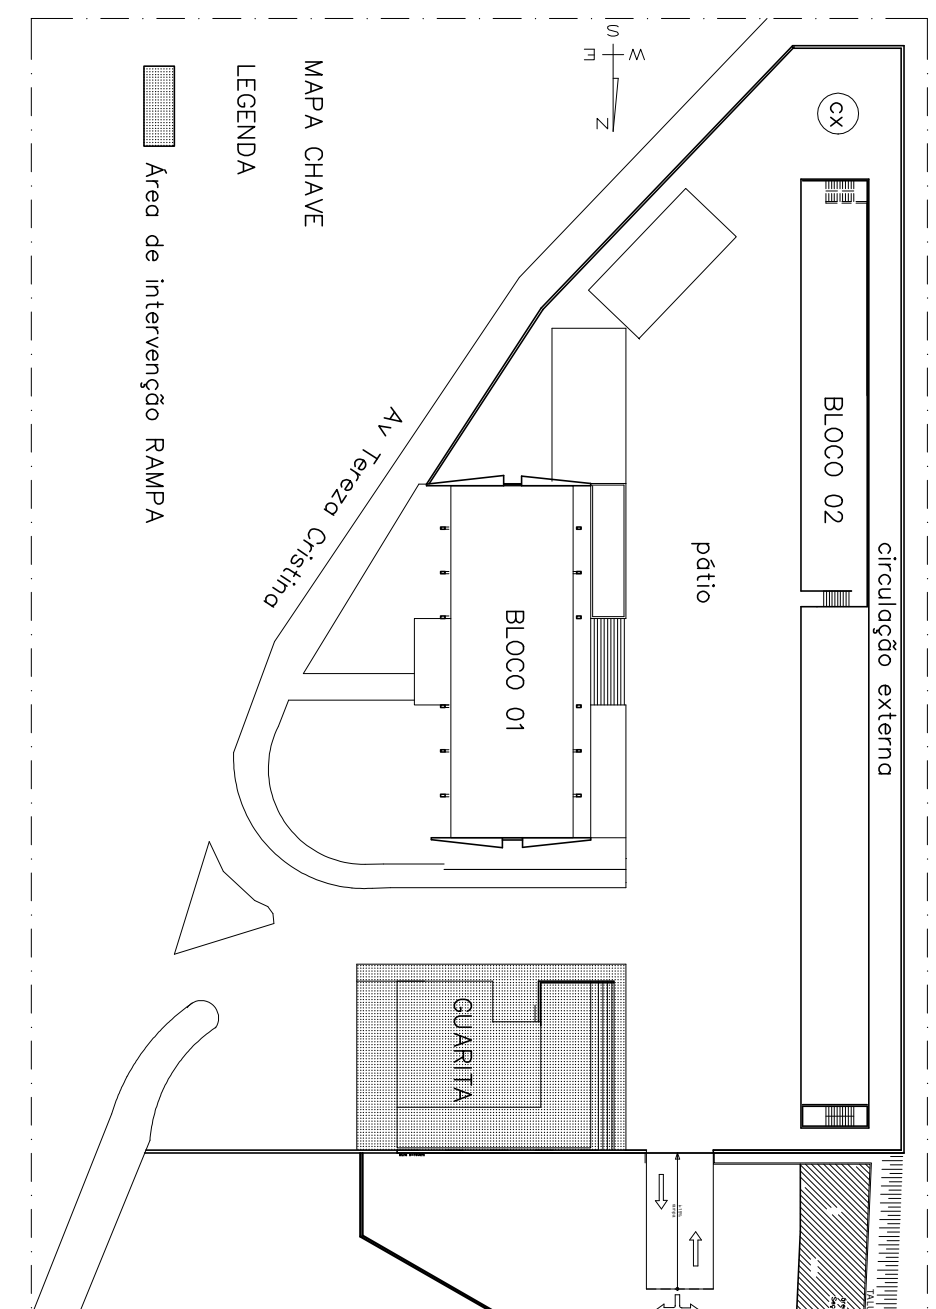 MAPA CHAVE
LEGENDA
Área de intervenção RAMPA
S
W
E
N
CX
BLOCO 02
circulação externa
pátio
BLOCO 01
Av Tereza Cristina
GUARITA